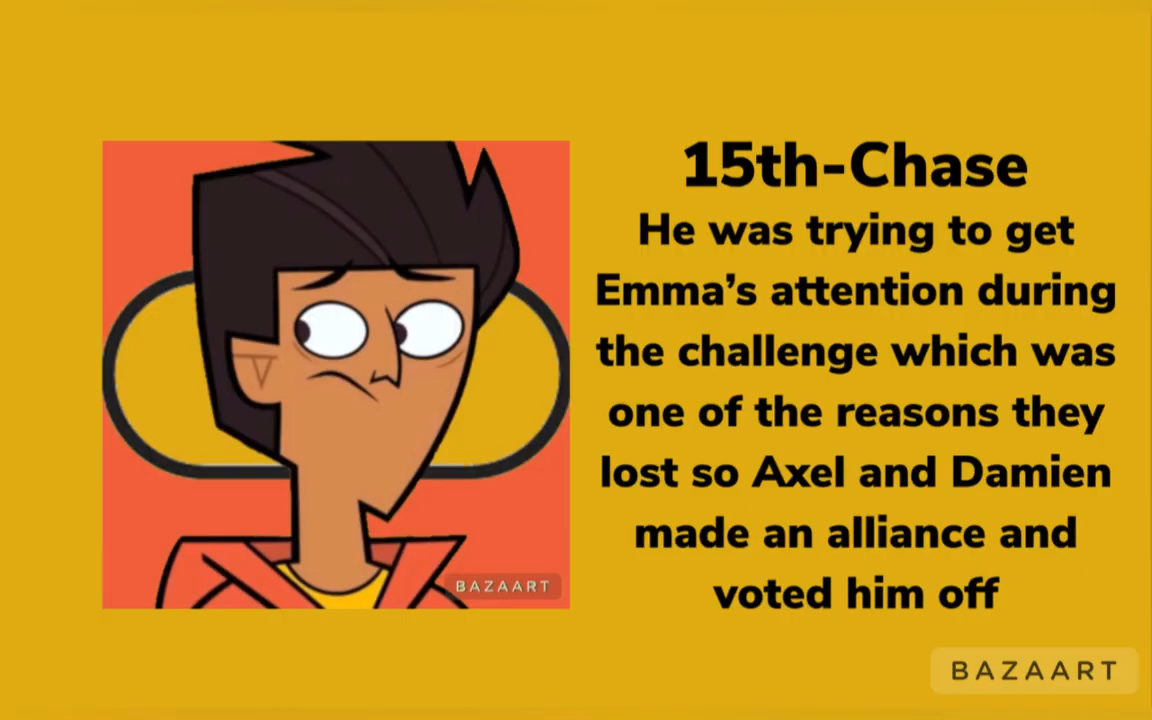 15th-Chase
He was trying to get
Emma’s attention during
the challenge which was
one of the reasons they
lost so Axel and Damien
made an alliance and
voted him off
BAZAART
BAZAART